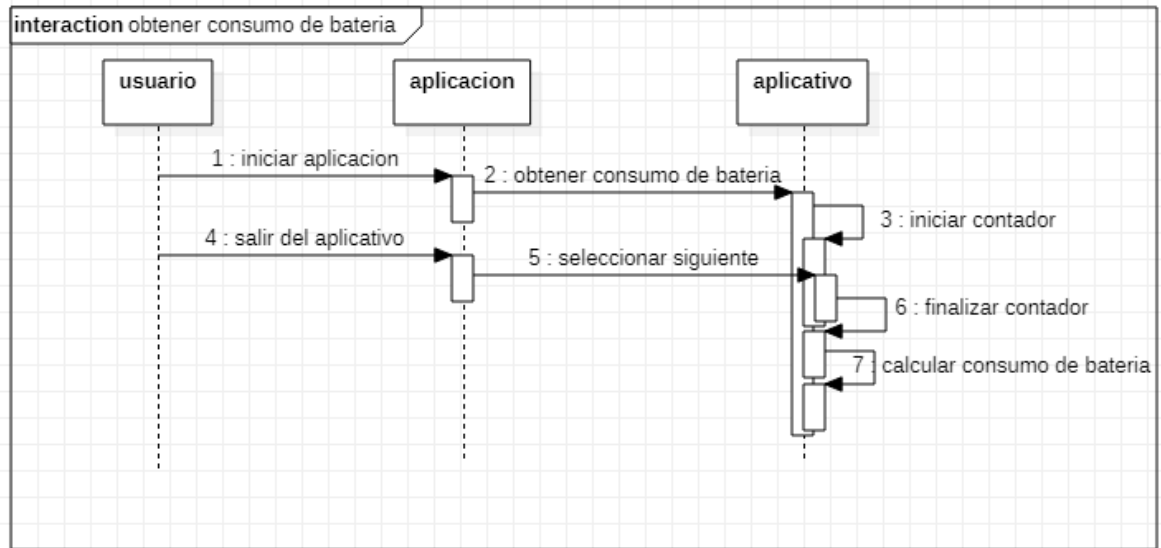 interaction obtener consumo de bateria
usuario
aplicacion
aplicativo
1 : iniciar aplicacion
2 : obtener consumo de bateria
3 : iniciar contador
4 : salir del aplicativo
5 : seleccionar siguiente
6 : finalizar contador
7 : calcular consumo de bateria